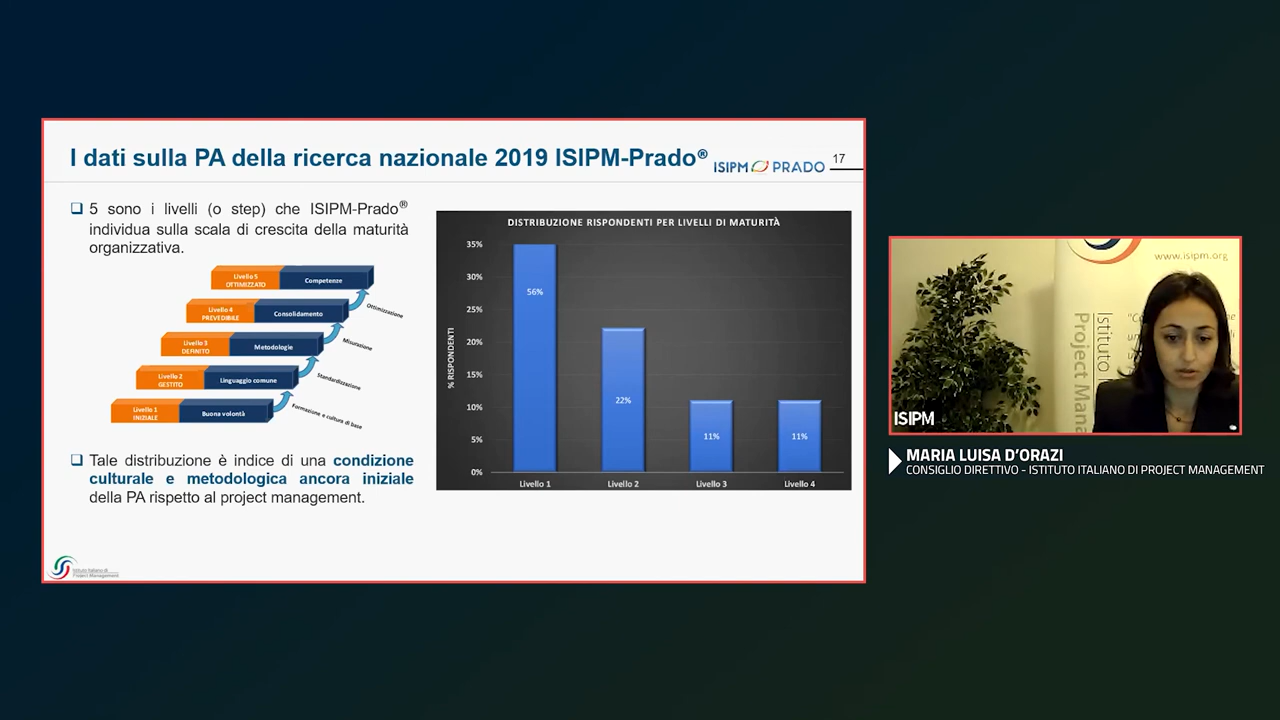 I dati sulla PA della ricerca nazionale 2019 ISIPM-Prado®
ISIPM PRADO
17
5 sono i livelli (o step) che ISIPM-Prado®
individua sulla scala di crescita della maturità
organizzativa.
Livello 5
OTTIMIZZATO
Competenze
Ottimizzazione
Livello 4
PREVEDIBILE
Consolidamento
Misurazione
Livello 3
DEFINITO
Metodologie
Standardizzazione
Livello 2
GESTITO
Linguaggio comune
Formazione e cultura di base
Livello 1
INIZIALE
Buona volontà
Tale distribuzione è indice di una condizione
culturale e metodologica ancora iniziale
della PA rispetto al project management.
Istituto Italiano di
Project Management
DISTRIBUZIONE RISPONDENTI PER LIVELLI DI MATURITÀ
% RISPONDENTI
35%
30%
25%
20%
15%
10%
5%
0%
56%
22%
11%
11%
Livello 1
Livello 2
Livello 3
Livello 4
www.isipm.org
Istituto
Project Mana
ISIPM
MARIA LUISA D'ORAZI
CONSIGLIO DIRETTIVO - ISTITUTO ITALIANO DI PROJECT MANAGEMENT